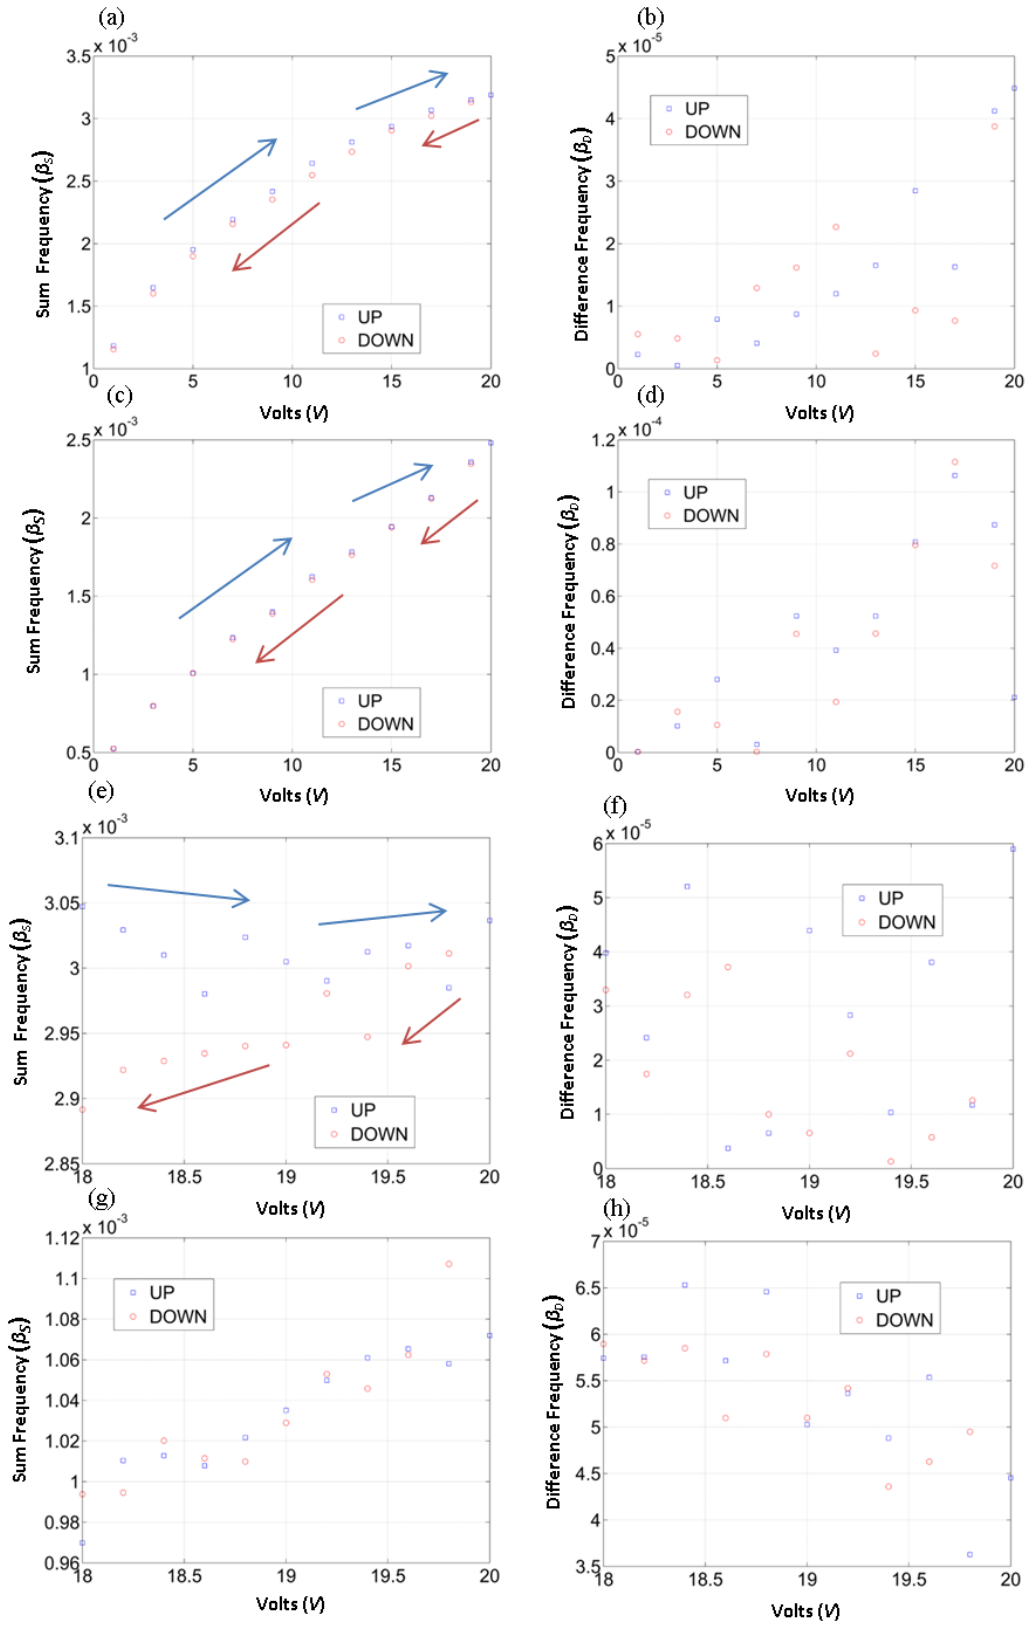 (a)
x 10⁻³
3.5
3
2.5
2
1.5
1
0 5 10 15 20
Sum Frequency (βS)
Volts (V)
UP
DOWN
(b)
x 10⁻⁵
5
4
3
2
1
0
0 5 10 15 20
Difference Frequency (βD)
Volts (V)
UP
DOWN
(c)
x 10⁻³
2.5
2
1.5
1
0.5
0 5 10 15 20
Sum Frequency (βS)
Volts (V)
UP
DOWN
(d)
x 10⁻⁴
1.2
1
0.8
0.6
0.4
0.2
0
0 5 10 15 20
Difference Frequency (βD)
Volts (V)
UP
DOWN
(e)
x 10⁻³
3.1
3.05
3
2.95
2.9
2.85
18 18.5 19 19.5 20
Sum Frequency (βS)
Volts (V)
UP
DOWN
(f)
x 10⁻⁵
6
5
4
3
2
1
0
18 18.5 19 19.5 20
Difference Frequency (βD)
Volts (V)
UP
DOWN
(g)
x 10⁻³
1.12
1.1
1.08
1.06
1.04
1.02
1
0.98
0.96
18 18.5 19 19.5 20
Sum Frequency (βS)
Volts (V)
UP
DOWN
(h)
x 10⁻⁵
7
6.5
6
5.5
5
4.5
4
3.5
18 18.5 19 19.5 20
Difference Frequency (βD)
Volts (V)
UP
DOWN